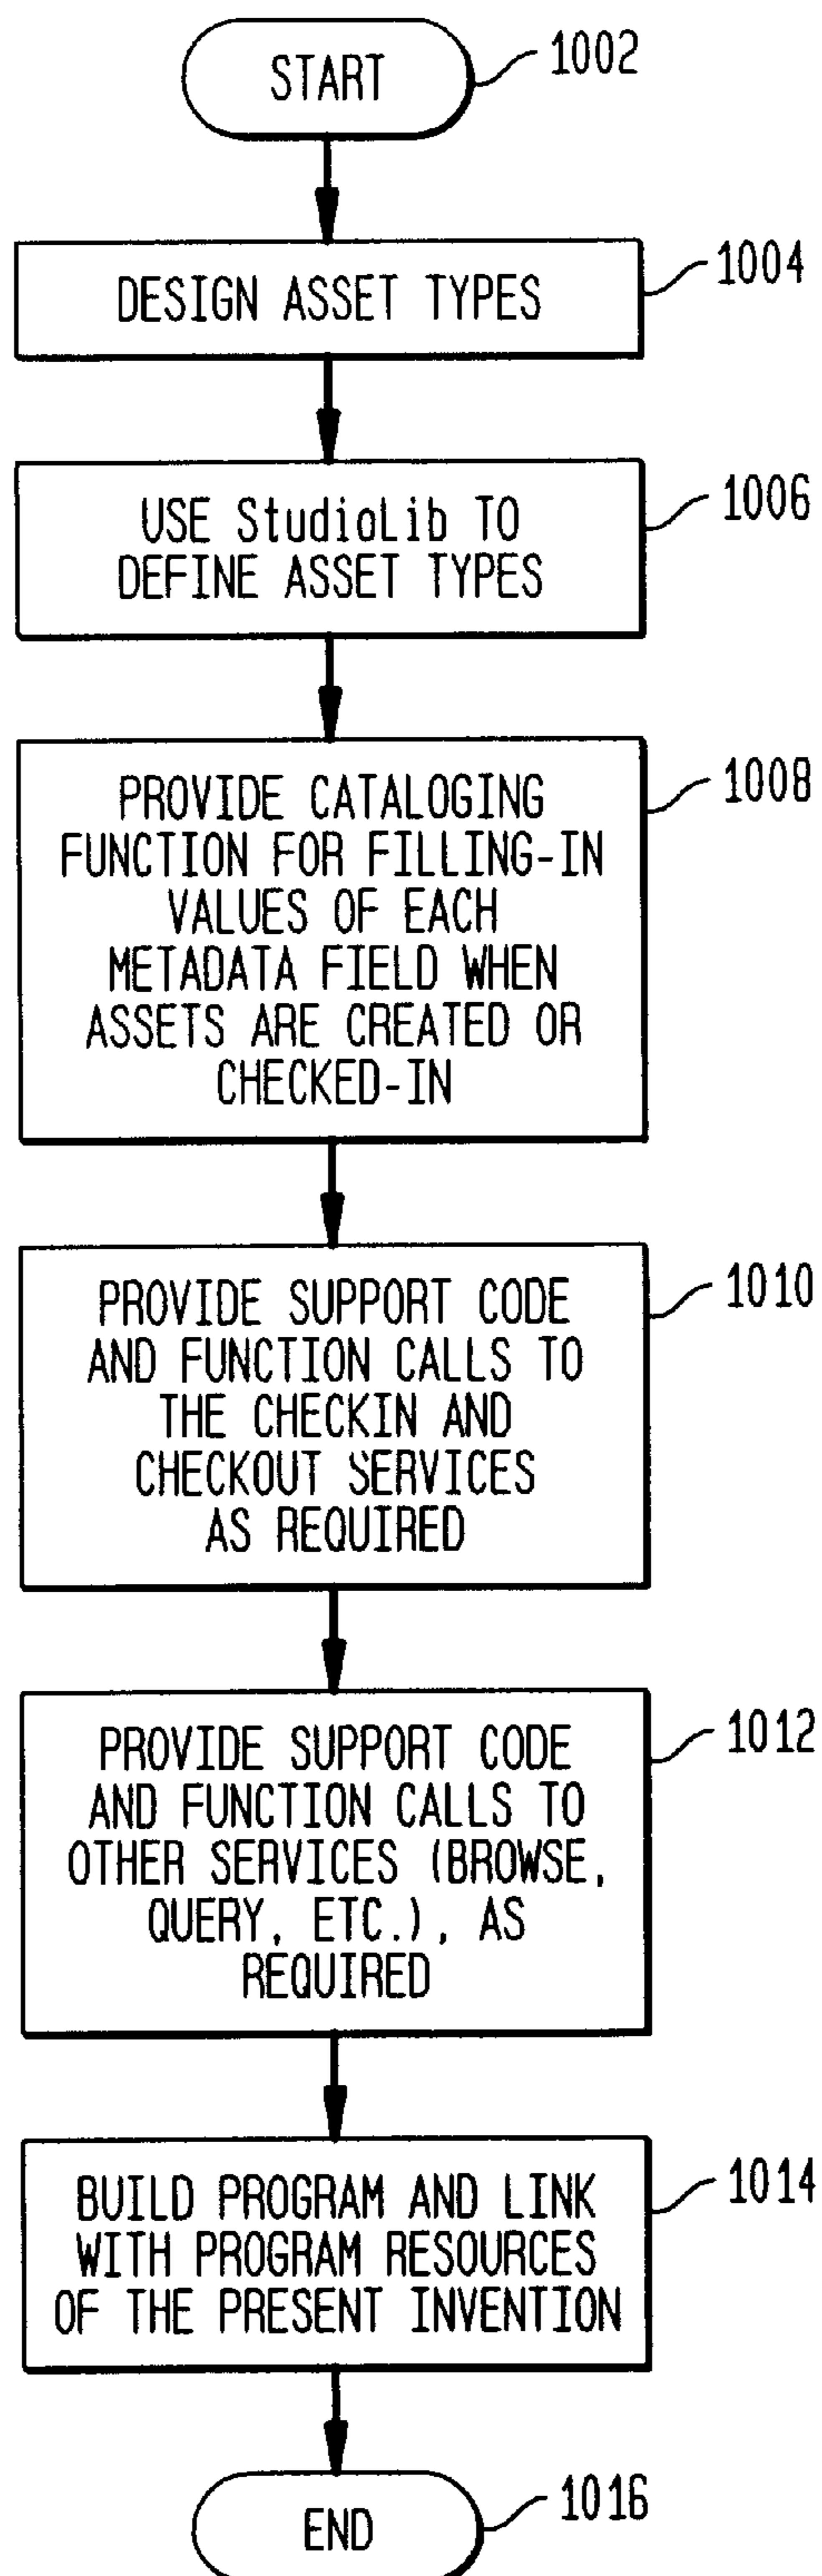 START
1002
DESIGN ASSET TYPES
1004
USE StudioLib TO
DEFINE ASSET TYPES
1006
PROVIDE CATALOGING
FUNCTION FOR FILLING-IN
VALUES OF EACH
METADATA FIELD WHEN
ASSETS ARE CREATED OR
CHECKED-IN
1008
PROVIDE SUPPORT CODE
AND FUNCTION CALLS TO
THE CHECKIN AND
CHECKOUT SERVICES
AS REQUIRED
1010
PROVIDE SUPPORT CODE
AND FUNCTION CALLS TO
OTHER SERVICES (BROWSE,
QUERY, ETC.), AS
REQUIRED
1012
BUILD PROGRAM AND LINK
WITH PROGRAM RESOURCES
OF THE PRESENT INVENTION
1014
END
1016